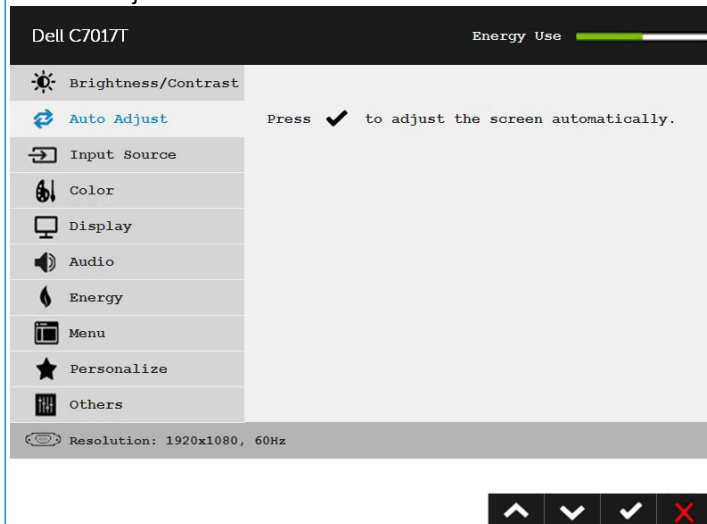 Dell C7017T
Energy Use
Brightness/Contrast
Auto Adjust
Press ✔ to adjust the screen automatically.
Input Source
Color
Display
Audio
Energy
Menu
Personalize
Others
Resolution: 1920x1080, 60Hz